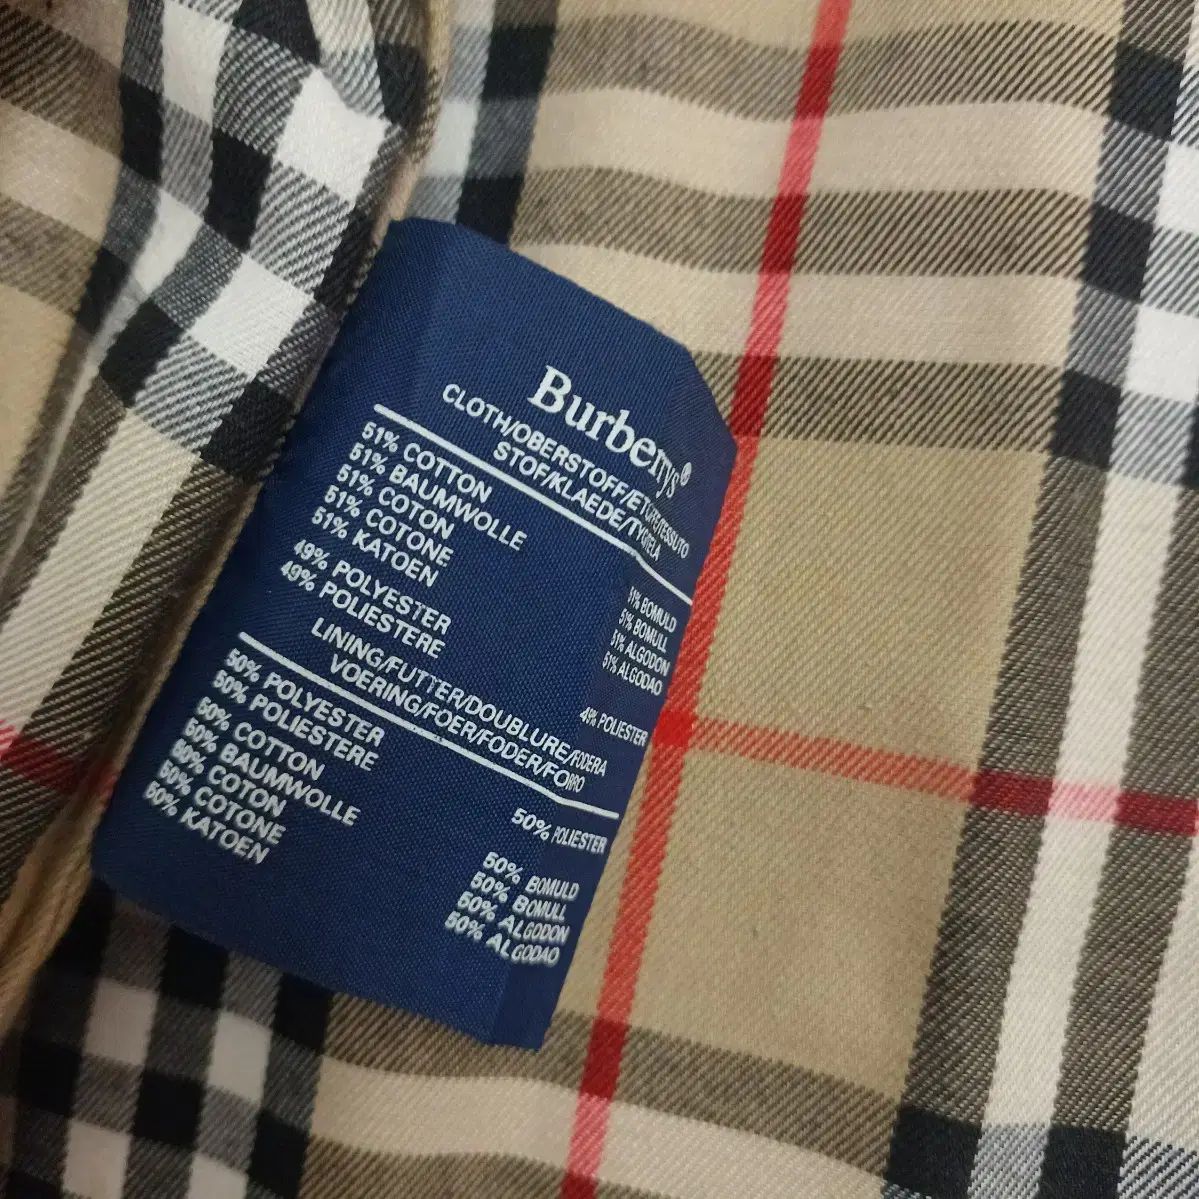 Burberrys®
CLOTH/OBERSTOFF/ETOFFE/TESSUTO
STOF/KLAEDE/TYG/TELA
51% COTTON
51% BAUMWOLLE
51% COTON 51% BOMULD
51% COTONE 51% BOMULL
51% KATOEN 51% ALGODON
51% ALGODAO
49% POLYESTER
49% POLIESTERE 49% POLIESTER
LINING/FUTTER/DOUBLURE/FODERA
VOERING/FOER/FODER/FORRO
50% POLYESTER
50% POLIESTERE 50% POLIESTER
50% COTTON
50% BAUMWOLLE 50% BOMULD
50% COTON 50% BOMULL
50% COTONE 50% ALGODON
50% KATOEN 50% ALGODAO